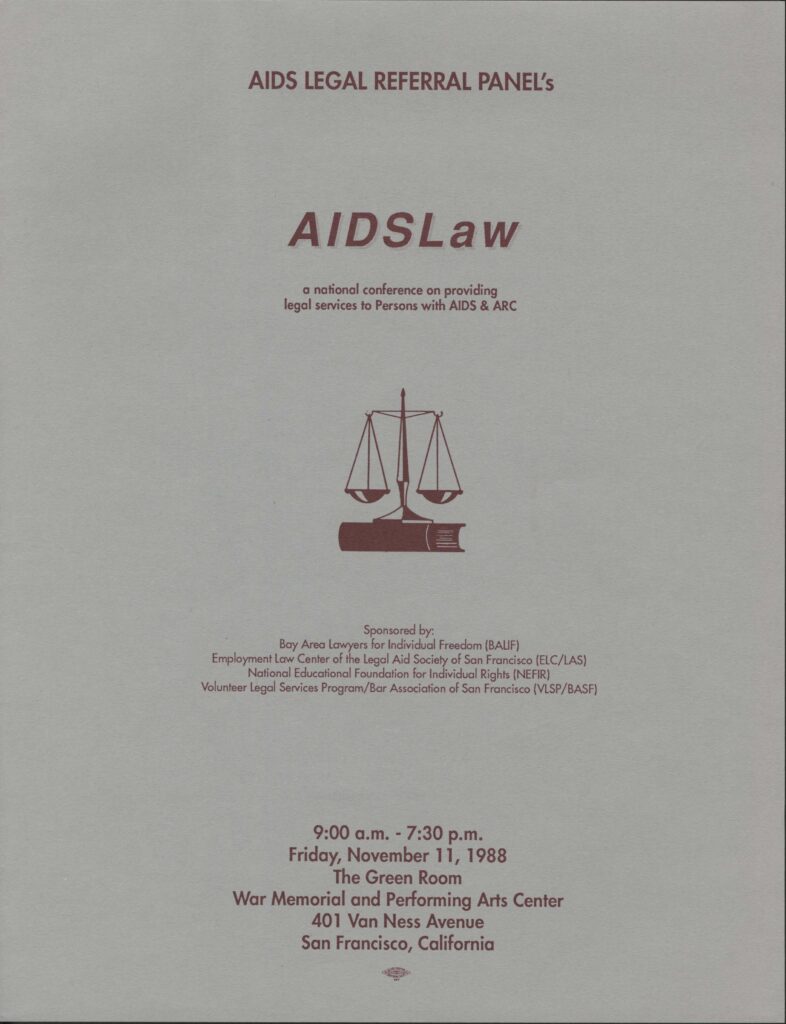 AIDS LEGAL REFERRAL PANEL's
AIDSLaw
a national conference on providing
legal services to Persons with AIDS & ARC
Sponsored by:
Bay Area Lawyers for Individual Freedom (BALIF)
Employment Law Center of the Legal Aid Society of San Francisco (ELC/LAS)
National Educational Foundation for Individual Rights (NEFIR)
Volunteer Legal Services Program/Bar Association of San Francisco (VLSP/BASF)
9:00 a.m. - 7:30 p.m.
Friday, November 11, 1988
The Green Room
War Memorial and Performing Arts Center
401 Van Ness Avenue
San Francisco, California